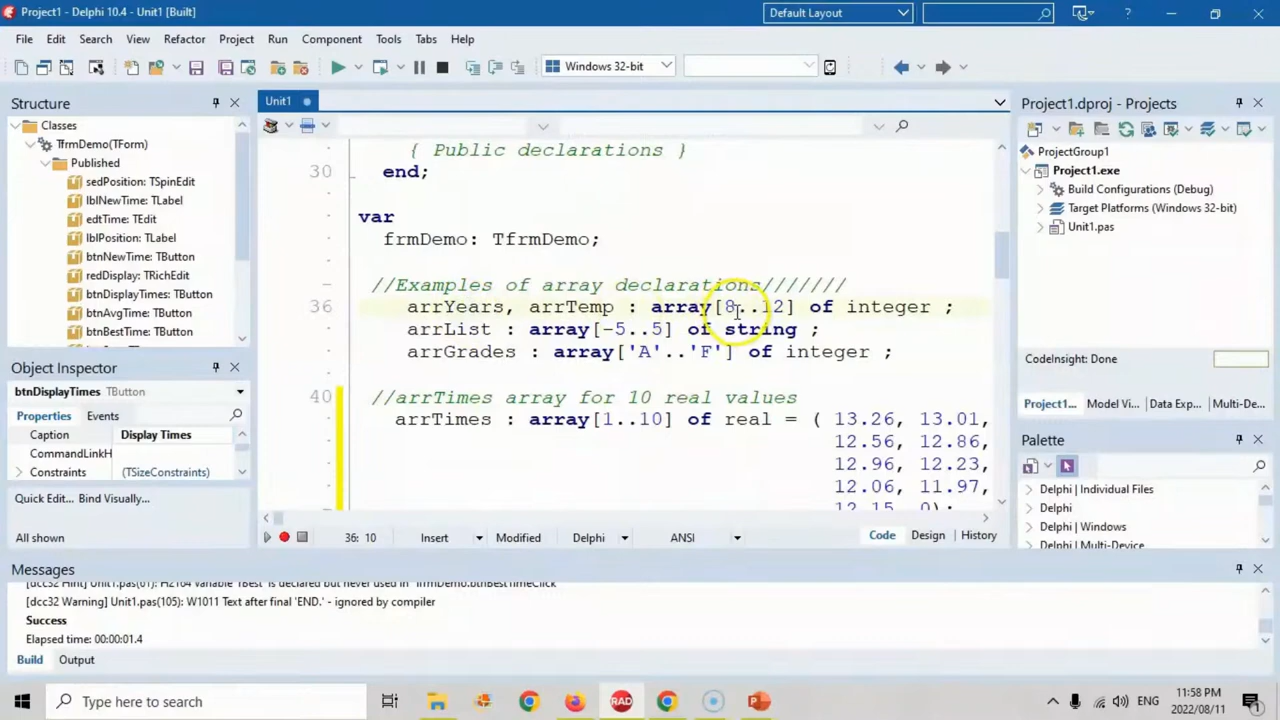 Project1 - Delphi 10.4 - Unit1 [Built]
Default Layout
File Edit Search View Refactor Project Run Component Tools Tabs Help
Windows 32-bit
Structure
Classes
TfrmDemo(TForm)
Published
sedPosition: TSpinEdit
lblNewTime: TLabel
edtTime: TEdit
lblPosition: TLabel
btnNewTime: TButton
redDisplay: TRichEdit
btnDisplayTimes: TButton
btnAvgTime: TButton
btnBestTime: TButton
Object Inspector
btnDisplayTimes TButton
Properties Events
Caption Display Times
CommandLinkH
Constraints (TSizeConstraints)
Quick Edit... Bind Visually...
All shown
Unit1
{ Public declarations }
30 end;
var
frmDemo: TfrmDemo;
//Examples of array declarations///////
36 arrYears, arrTemp : array[8..12] of integer ;
arrList : array[-5..5] of string ;
arrGrades : array['A'..'F'] of integer ;
40 //arrTimes array for 10 real values
arrTimes : array[1..10] of real = ( 13.26, 13.01,
12.56, 12.86,
12.96, 12.23,
12.06, 11.97,
12.15, 0);
36: 10 Insert Modified Delphi ANSI Code Design History
Project1.dproj - Projects
ProjectGroup1
Project1.exe
Build Configurations (Debug)
Target Platforms (Windows 32-bit)
Unit1.pas
CodeInsight: Done
Project1... Model Vi... Data Exp... Multi-De...
Palette
Delphi | Individual Files
Delphi
Delphi | Windows
Delphi | Multi-Device
Messages
[dcc32 Hint] Unit1.pas(61): H2164 Variable 'rBest' is declared but never used in 'TfrmDemo.btnBestTimeClick'
[dcc32 Warning] Unit1.pas(105): W1011 Text after final 'END.' - ignored by compiler
Success
Elapsed time: 00:00:01.4
Build Output
Type here to search
RAD
ENG
11:58 PM
2022/08/11
1